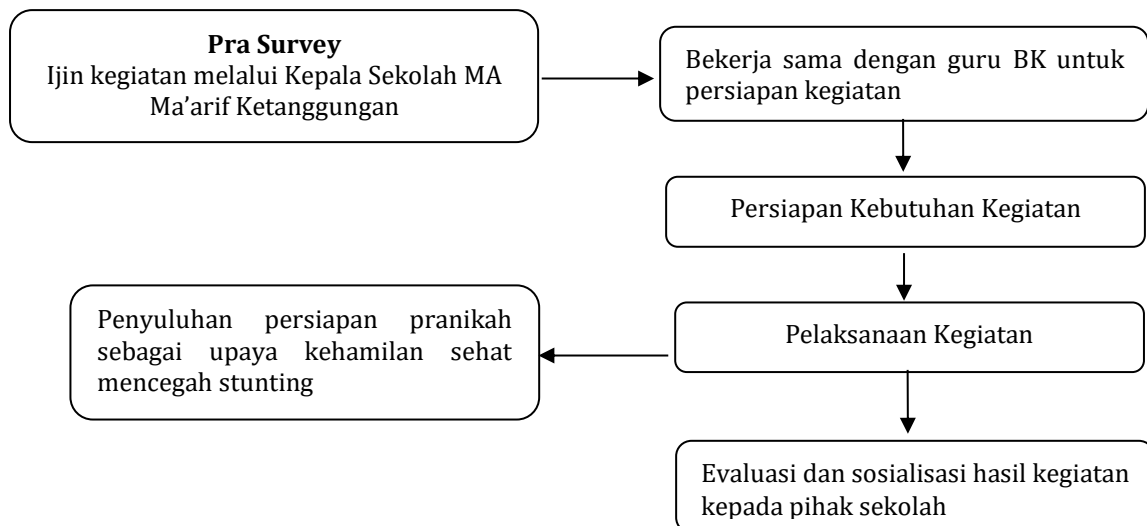 Pra Survey
Ijin kegiatan melalui Kepala Sekolah MA
Ma’arif Ketanggungan
Bekerja sama dengan guru BK untuk
persiapan kegiatan
Persiapan Kebutuhan Kegiatan
Pelaksanaan Kegiatan
Penyuluhan persiapan pranikah
sebagai upaya kehamilan sehat
mencegah stunting
Evaluasi dan sosialisasi hasil kegiatan
kepada pihak sekolah